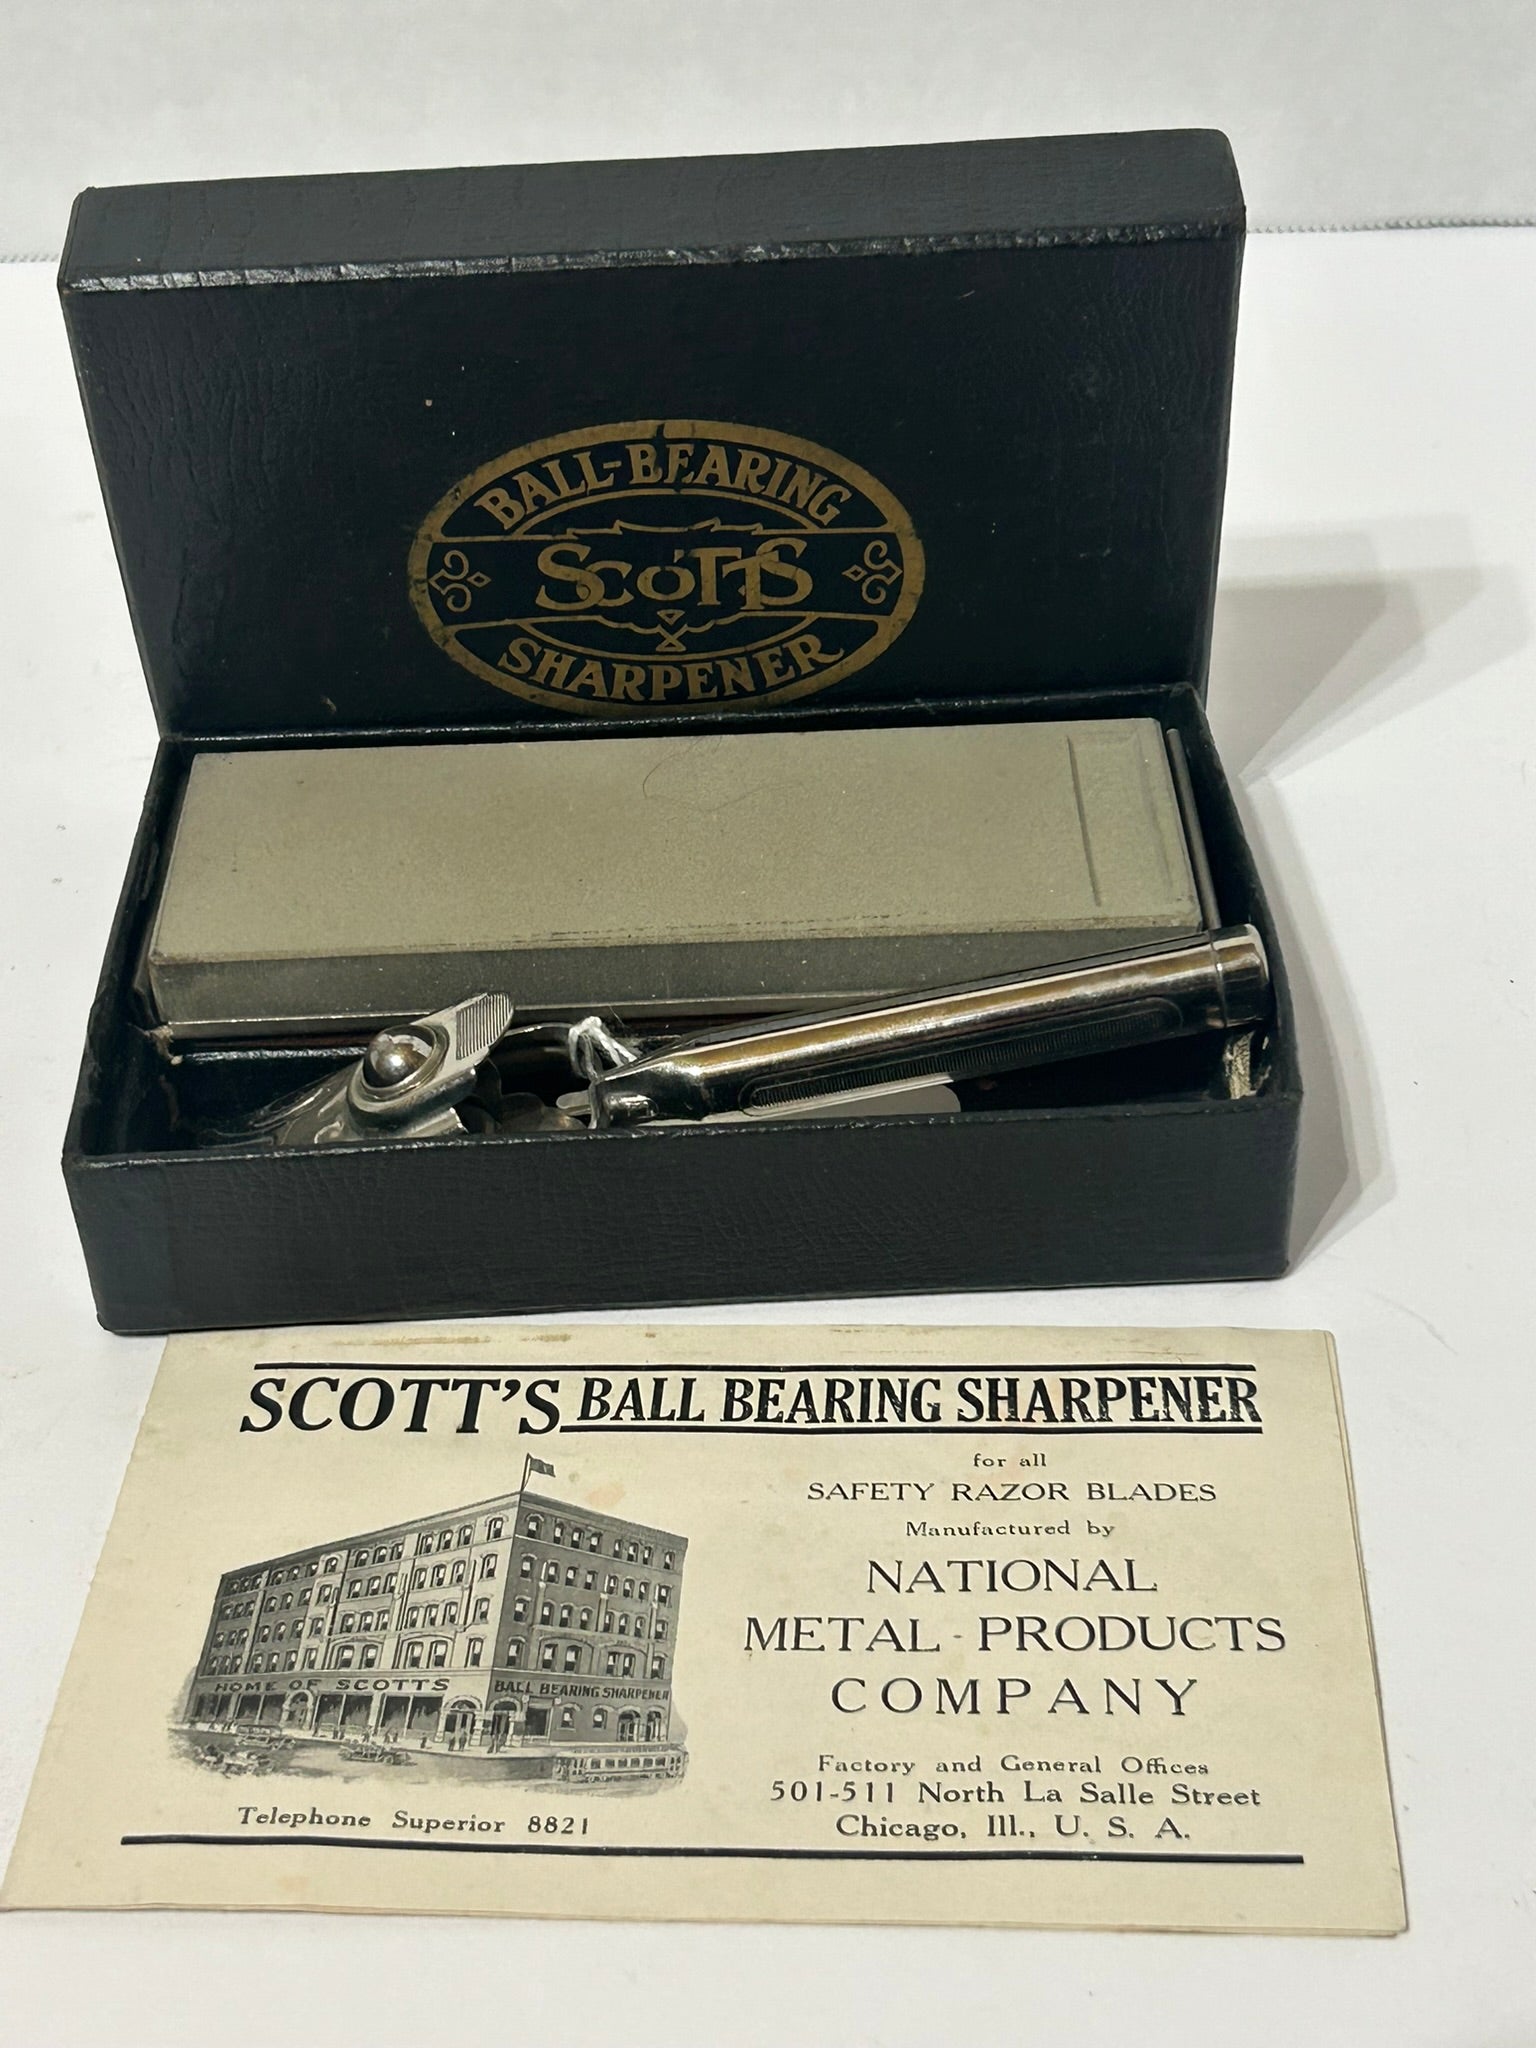 BALL-BEARING
SCOTTS
SHARPENER
SCOTT'S BALL BEARING SHARPENER
for all
SAFETY RAZOR BLADES
Manufactured by
NATIONAL
METAL PRODUCTS
COMPANY
HOME OF SCOTTS
BALL BEARING SHARPENER
Factory and General Offices
501-511 North La Salle Street
Chicago, Ill., U. S. A.
Telephone Superior 8821